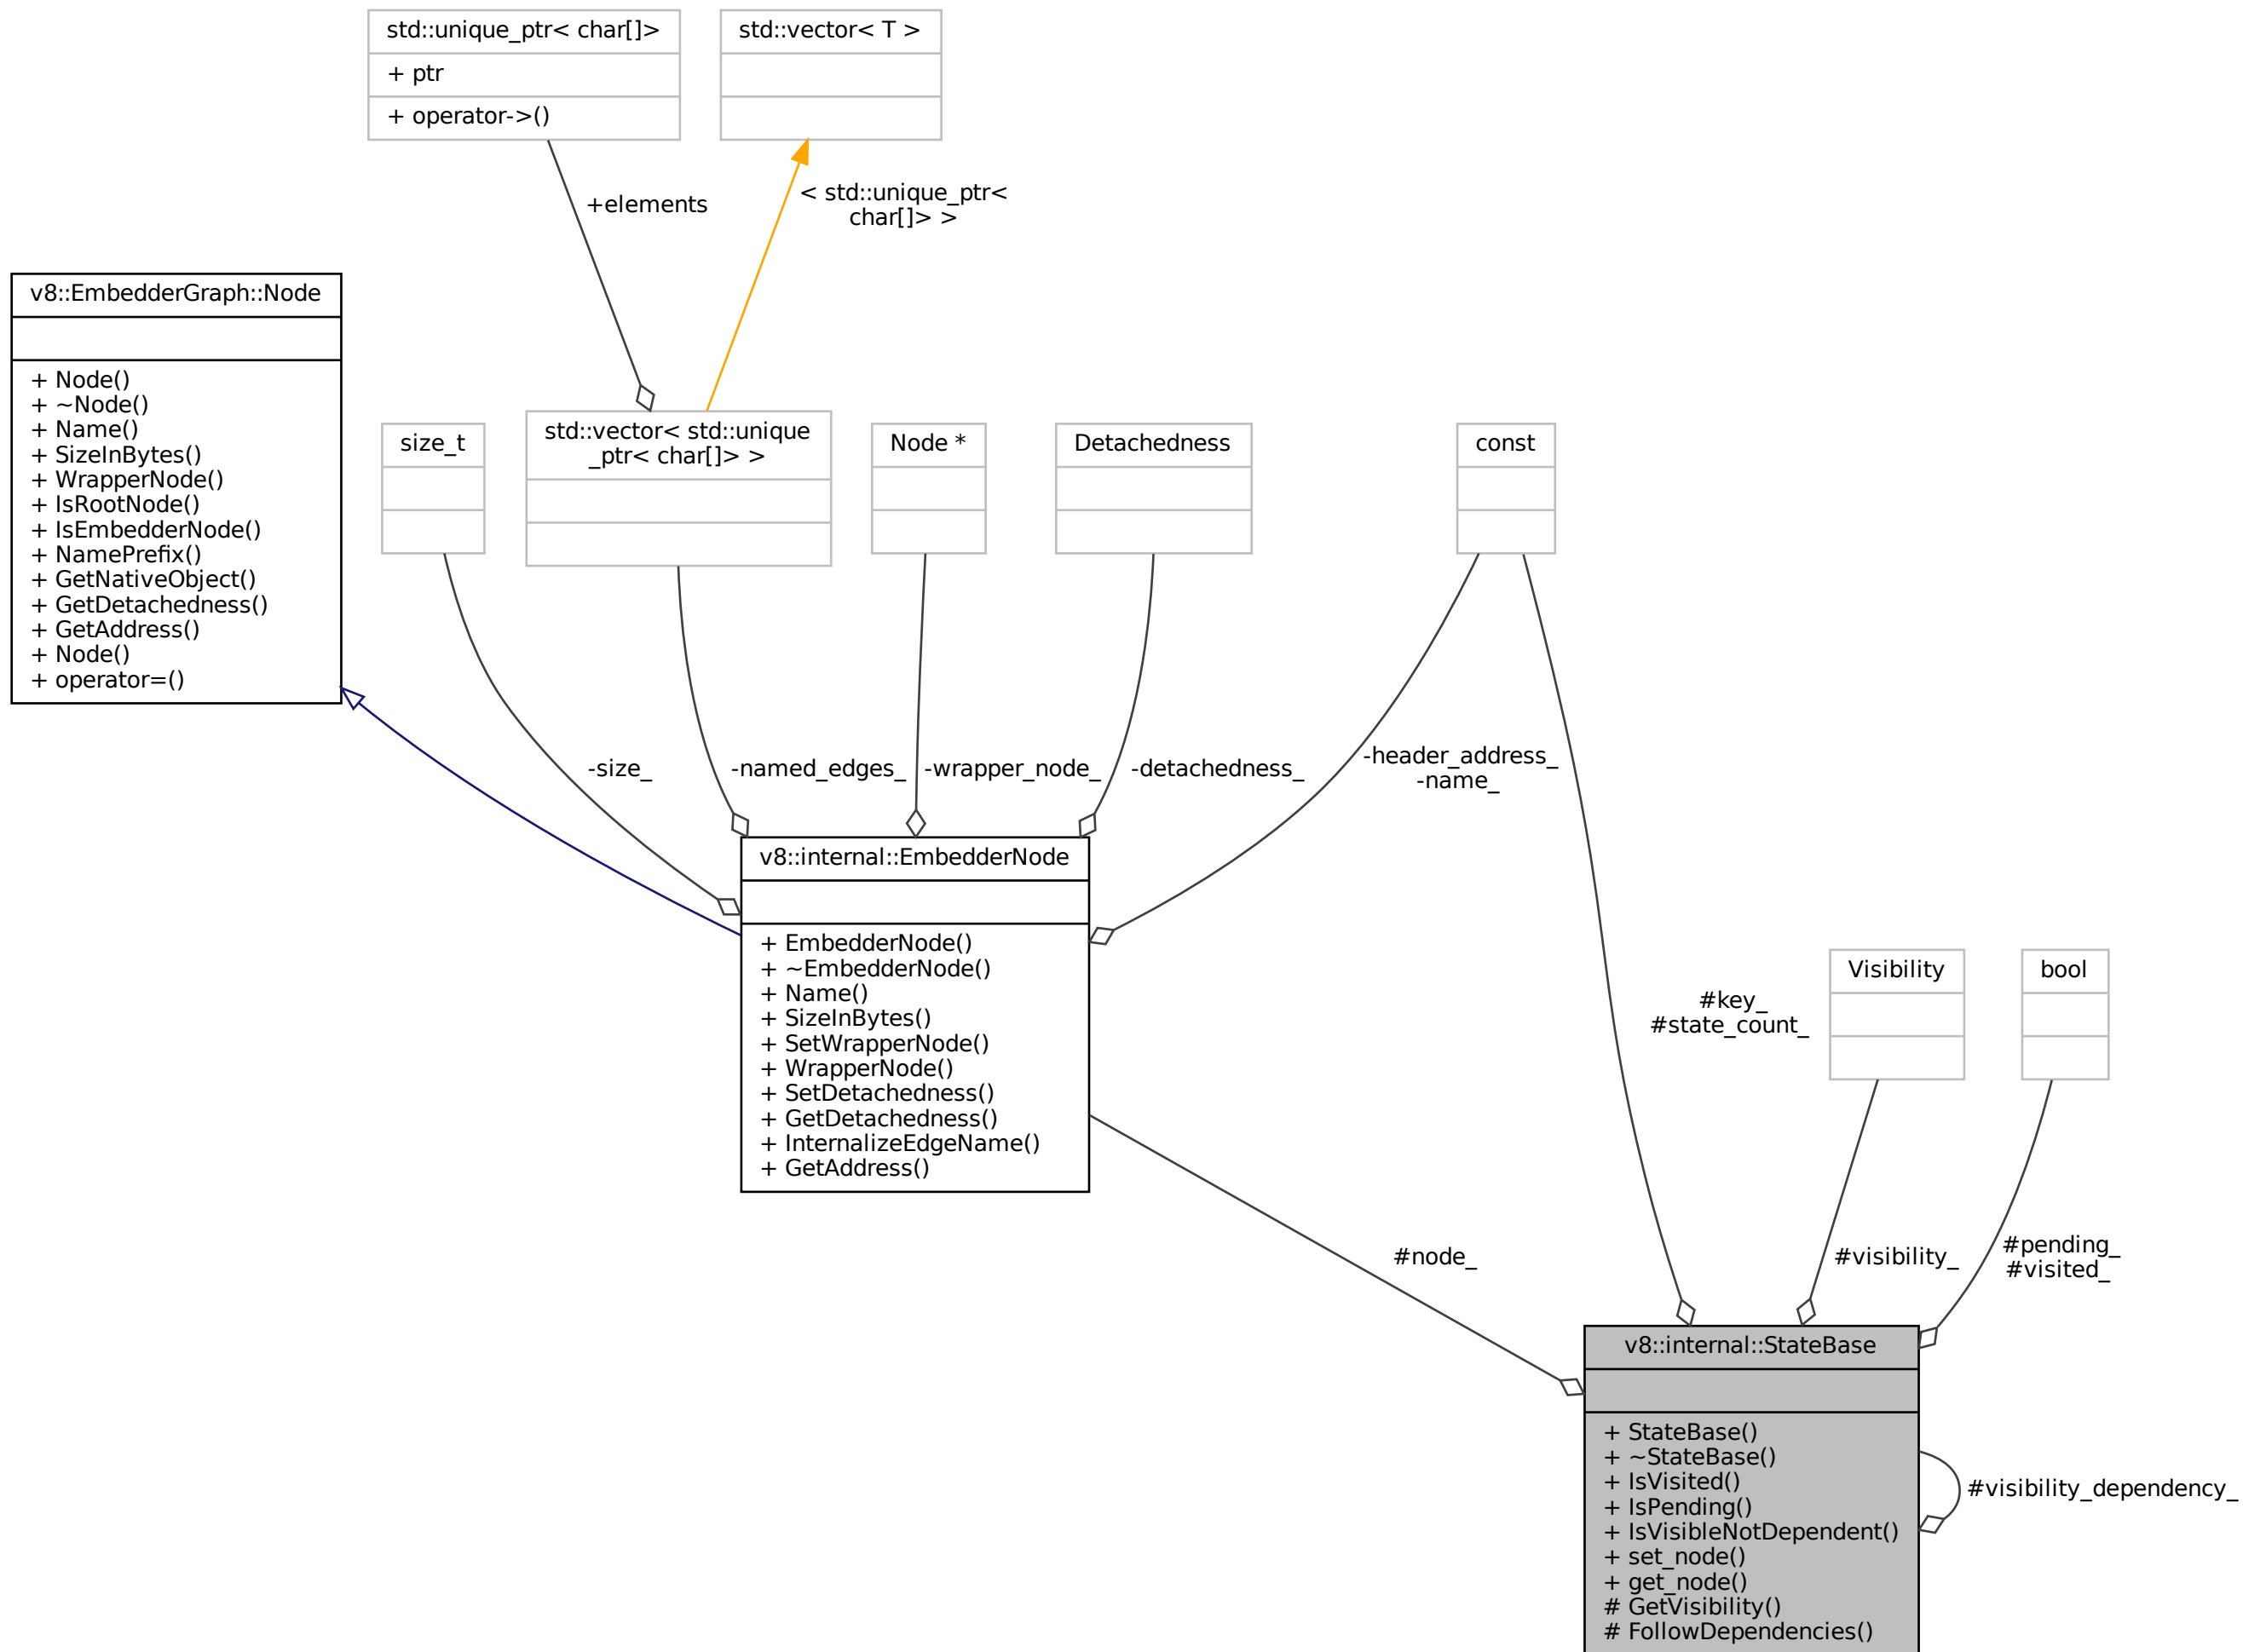 std::unique_ptr< char[]>
+ ptr
+ operator->()
std::vector< T >
+elements
< std::unique_ptr<
char[]> >
v8::EmbedderGraph::Node
+ Node()
+ ~Node()
+ Name()
+ SizeInBytes()
+ WrapperNode()
+ IsRootNode()
+ IsEmbedderNode()
+ NamePrefix()
+ GetNativeObject()
+ GetDetachedness()
+ GetAddress()
+ Node()
+ operator=()
size_t
std::vector< std::unique
_ptr< char[]> >
Node *
Detachedness
const
-size_
-named_edges_
-wrapper_node_
-detachedness_
-header_address_
-name_
v8::internal::EmbedderNode
+ EmbedderNode()
+ ~EmbedderNode()
+ Name()
+ SizeInBytes()
+ SetWrapperNode()
+ WrapperNode()
+ SetDetachedness()
+ GetDetachedness()
+ InternalizeEdgeName()
+ GetAddress()
#key_
#state_count_
Visibility
bool
#node_
#visibility_
#pending_
#visited_
v8::internal::StateBase
+ StateBase()
+ ~StateBase()
+ IsVisited()
+ IsPending()
+ IsVisibleNotDependent()
+ set_node()
+ get_node()
# GetVisibility()
# FollowDependencies()
#visibility_dependency_